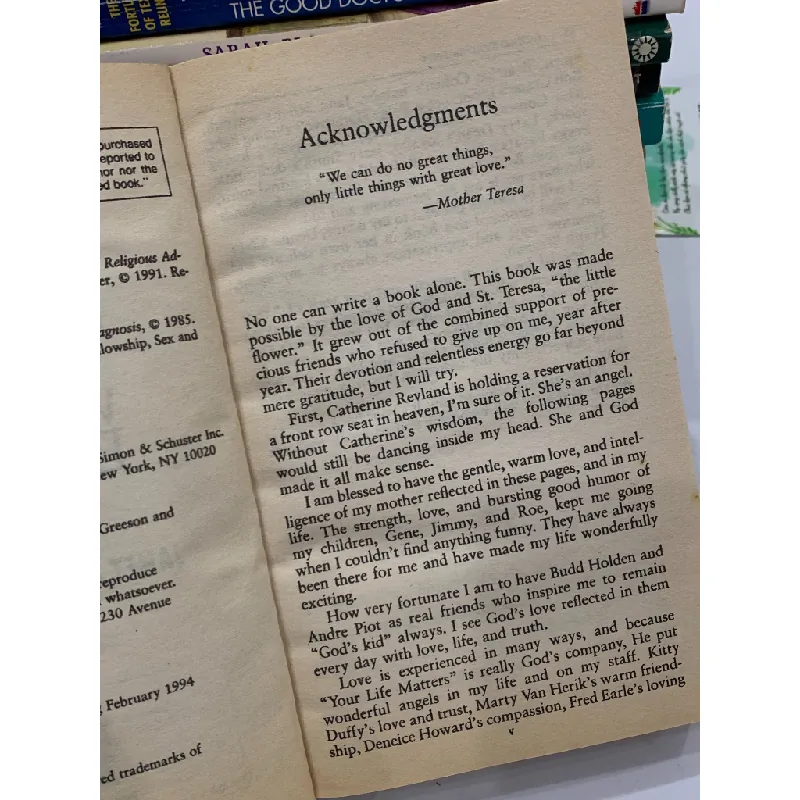 THE GOOD DOCTO
SARAH
purchased
eported to
nor nor the
d book."
Religious Ad-
er, © 1991. Re-
agnosis, © 1985.
llowship, Sex and
Simon & Schuster Inc.
New York, NY 10020
Greeson and
reproduce
whatsoever.
230 Avenue
February 1994
ed trademarks of
Acknowledgments
"We can do no great things,
only little things with great love."
—Mother Teresa
No one can write a book alone. This book was made
possible by the love of God and St. Teresa, "the little
flower." It grew out of the combined support of pre-
cious friends who refused to give up on me, year after
year. Their devotion and relentless energy go far beyond
mere gratitude, but I will try.
First, Catherine Revland is holding a reservation for
a front row seat in heaven, I'm sure of it. She's an angel.
Without Catherine's wisdom, the following pages
would still be dancing inside my head. She and God
made it all make sense.
I am blessed to have the gentle, warm love, and intel-
ligence of my mother reflected in these pages, and in my
life. The strength, love, and bursting good humor of
my children, Gene, Jimmy, and Roe, kept me going
when I couldn't find anything funny. They have always
been there for me and have made my life wonderfully
exciting.
How very fortunate I am to have Budd Holden and
Andre Piot as real friends who inspire me to remain
"God's kid" always. I see God's love reflected in them
every day with love, life, and truth.
Love is experienced in many ways, and because
"Your Life Matters" is really God's company, He put
wonderful angels in my life and on my staff. Kitty
Duffy's love and trust, Marty Van Herik's warm friend-
ship, Deneice Howard's compassion, Fred Earle's loving
v